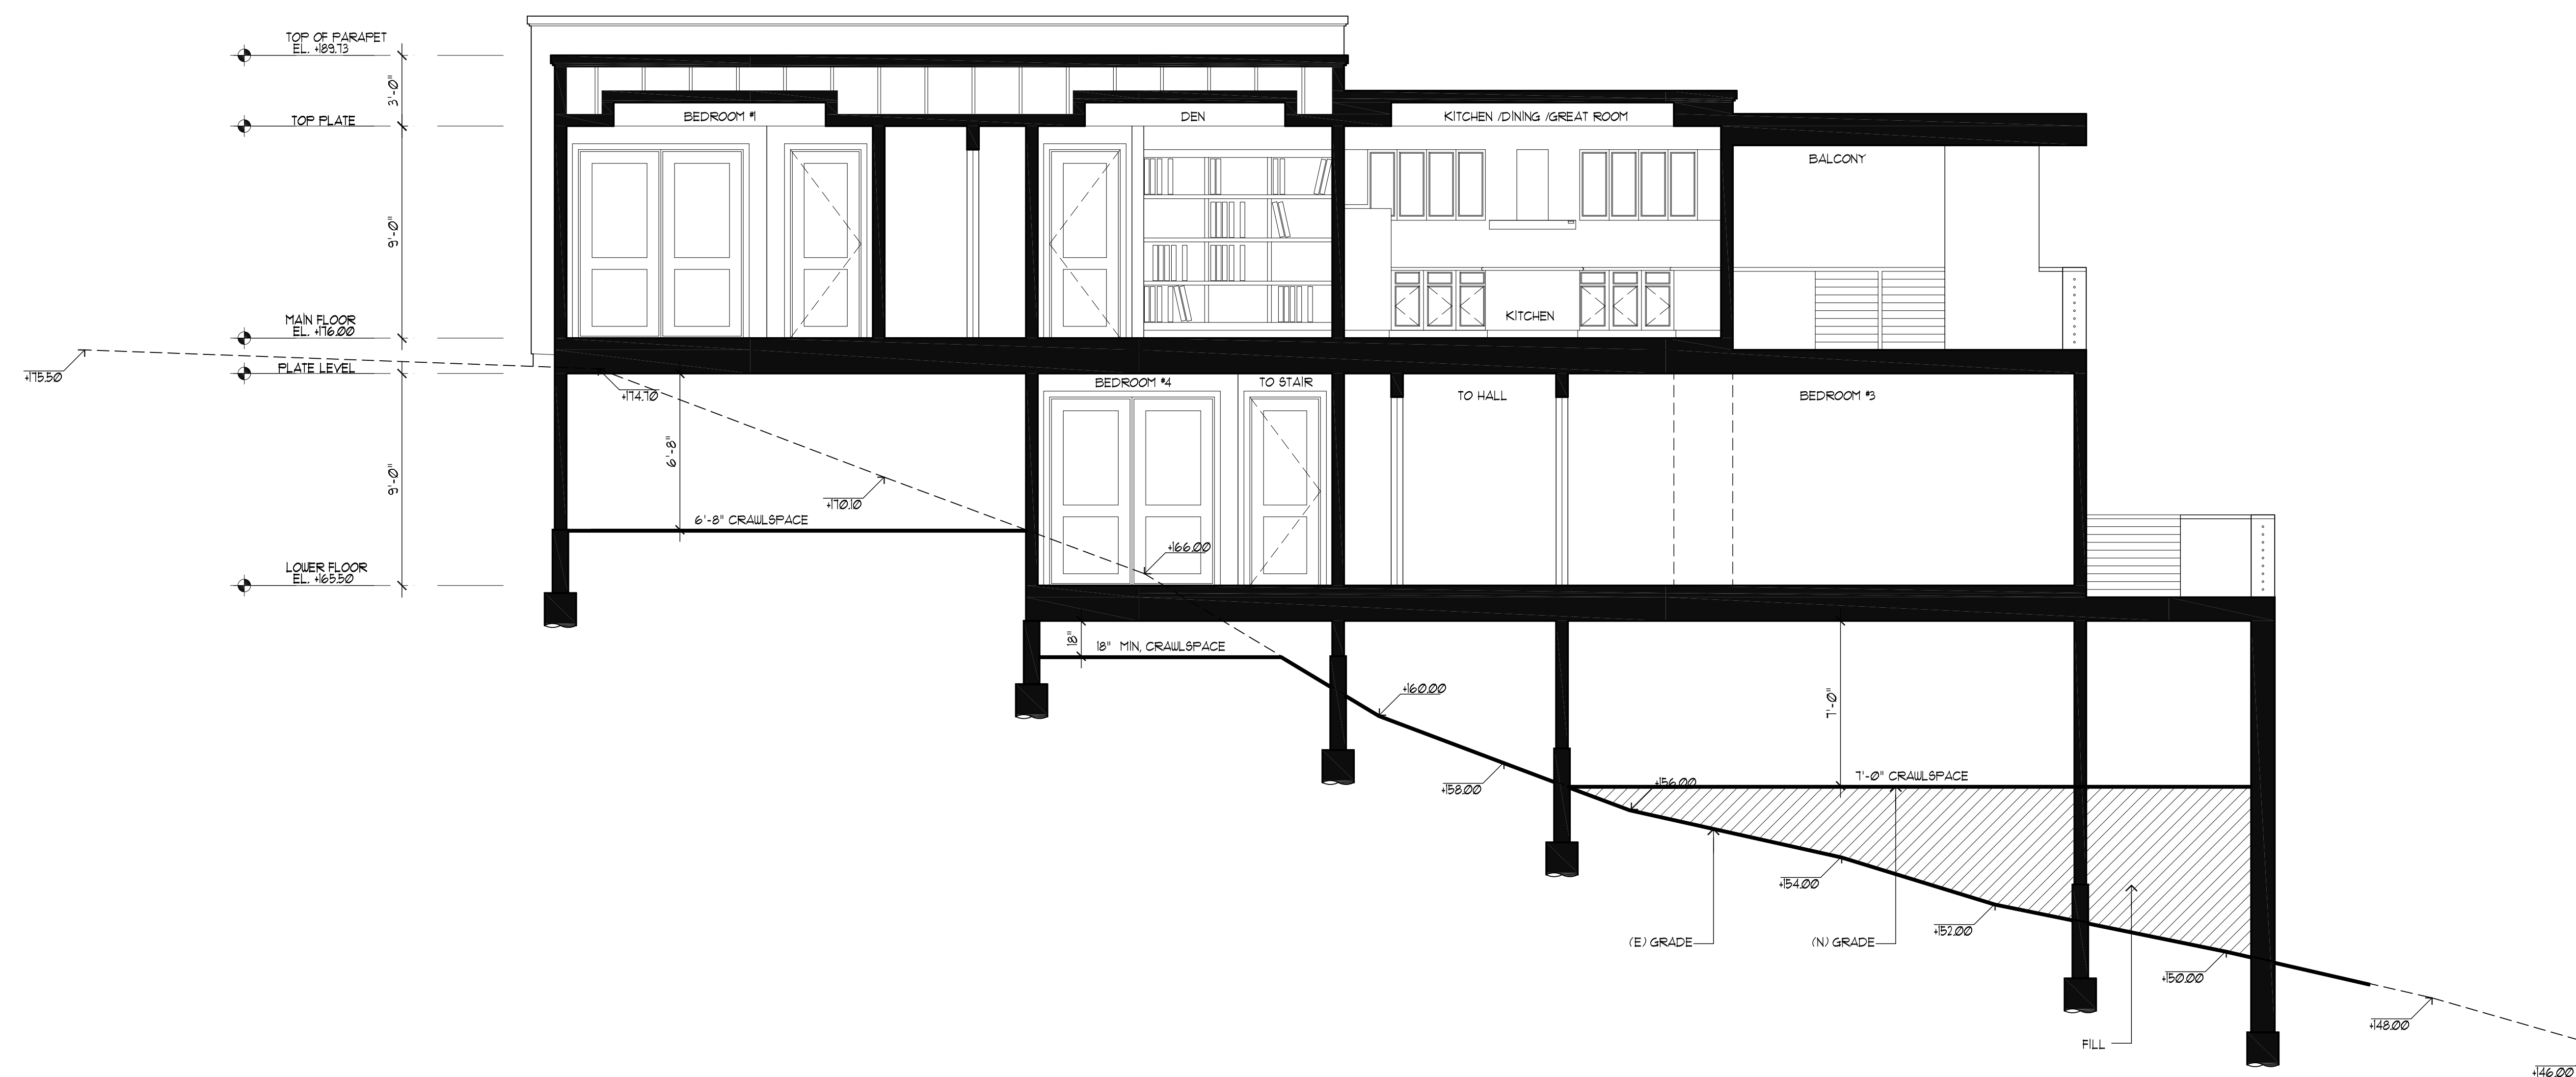 TOP OF PARAPET
EL. +189.73
3'-0"
TOP PLATE
BEDROOM #1
DEN
KITCHEN /DINING /GREAT ROOM
BALCONY
9'-0"
KITCHEN
MAIN FLOOR
EL. +176.00
+175.50
PLATE LEVEL
+174.70
BEDROOM #4
TO STAIR
TO HALL
BEDROOM #3
6'-8"
9'-0"
+170.10
6'-8" CRAWLSPACE
+166.00
LOWER FLOOR
EL. +165.50
18"
18" MIN, CRAWLSPACE
+160.00
7'-0"
+158.00
+156.00
7'-0" CRAWLSPACE
+154.00
(E) GRADE
(N) GRADE
+152.00
+150.00
FILL
+148.00
+146.00